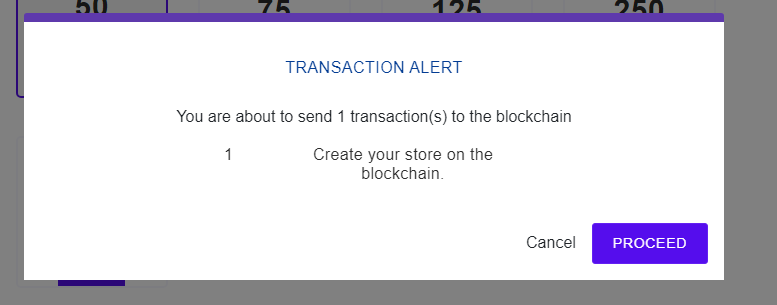 50 75 125 250
TRANSACTION ALERT
You are about to send 1 transaction(s) to the blockchain
1 Create your store on the
blockchain.
Cancel PROCEED